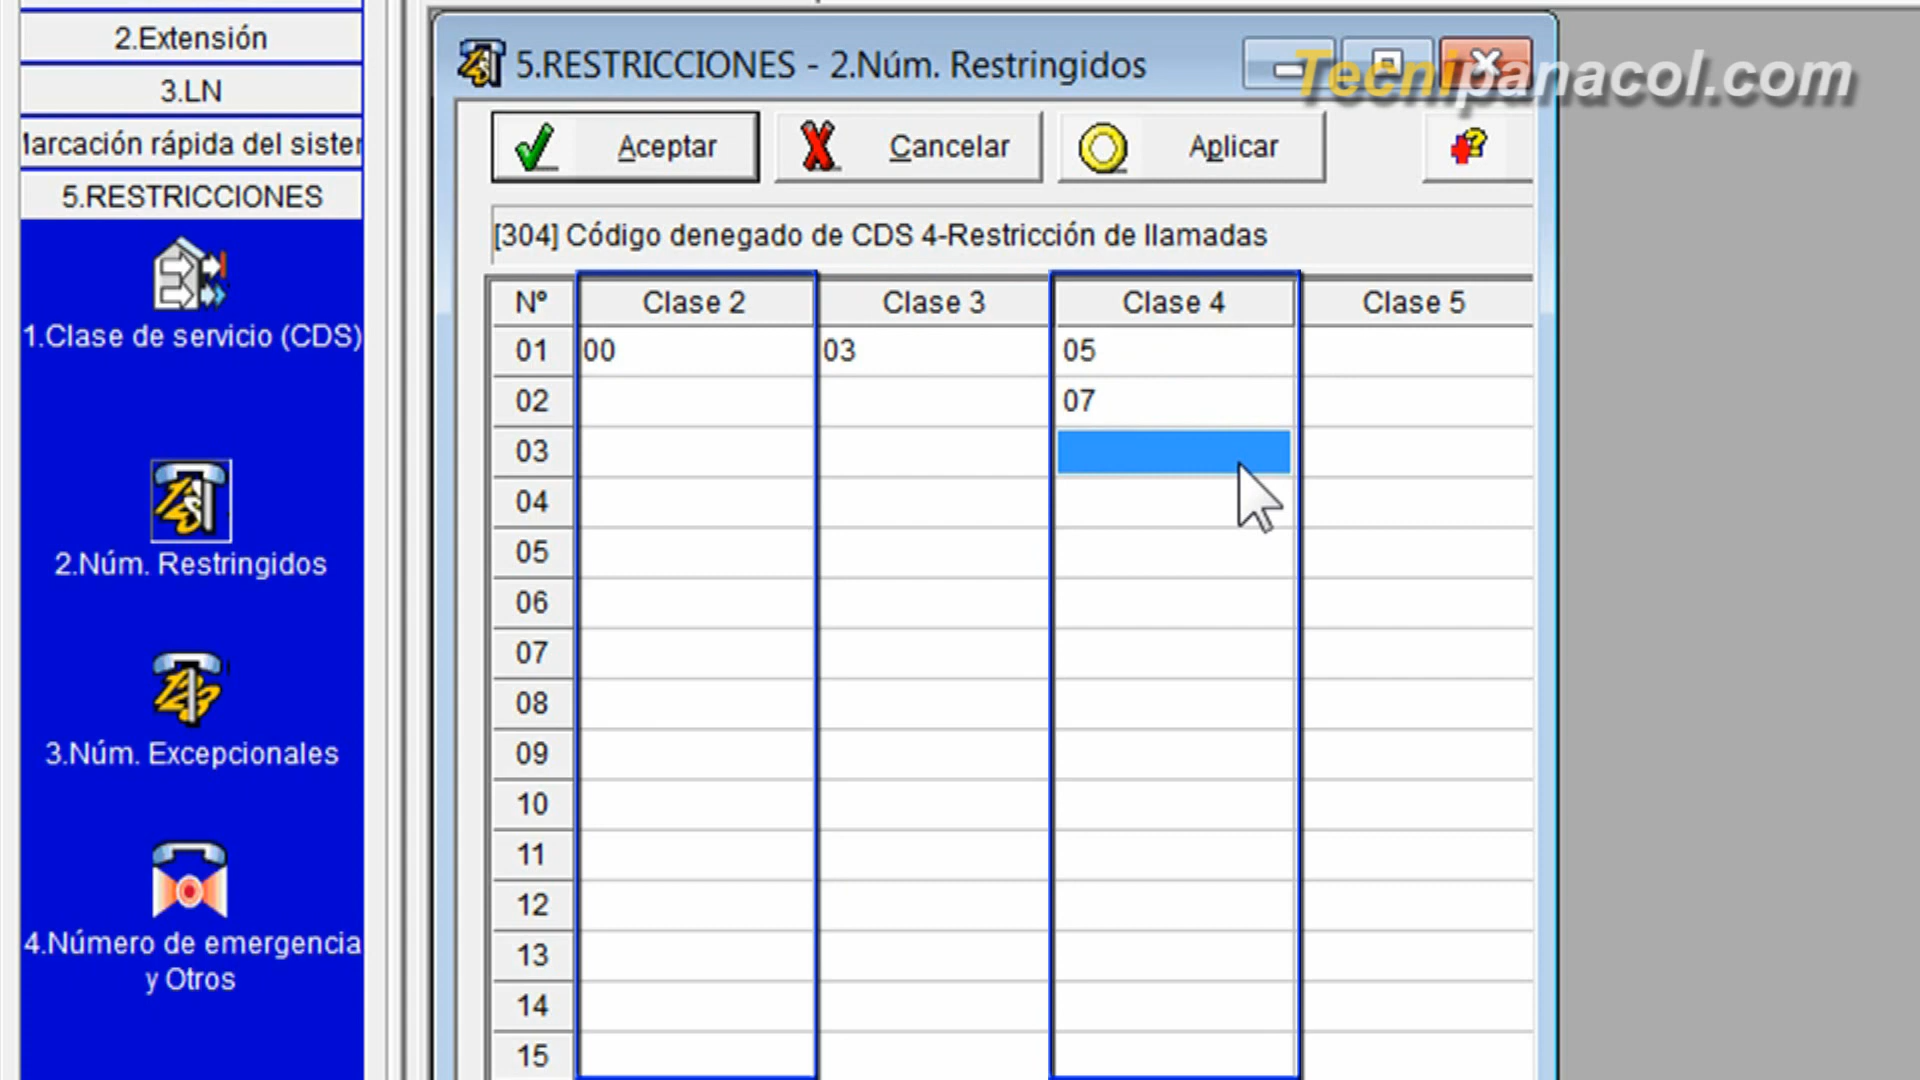 2.Extensión
3.LN
Marcación rápida del sister
5.RESTRICCIONES
1.Clase de servicio (CDS)
2.Núm. Restringidos
3.Núm. Excepcionales
4.Número de emergencia
y Otros
5.RESTRICCIONES - 2.Núm. Restringidos
Tecnipanacol.com
Aceptar Cancelar Aplicar
[304] Código denegado de CDS 4-Restricción de llamadas
Nº Clase 2 Clase 3 Clase 4 Clase 5
01 00 03 05
02 07
03
04
05
06
07
08
09
10
11
12
13
14
15